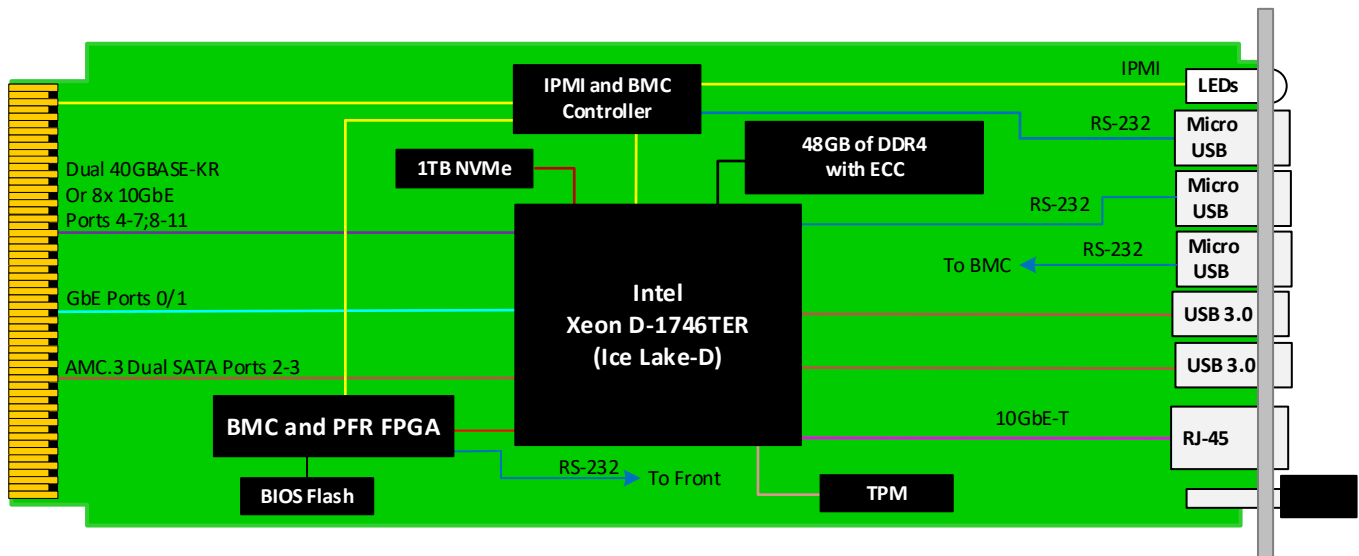 IPMI
LEDs
IPMI and BMC
Controller
RS-232
Micro
USB
48GB of DDR4
with ECC
1TB NVMe
Dual 40GBASE-KR
Or 8x 10GbE
Ports 4-7;8-11
RS-232
Micro
USB
To BMC
RS-232
Micro
USB
GbE Ports 0/1
Intel
Xeon D-1746TER
(Ice Lake-D)
USB 3.0
AMC.3 Dual SATA Ports 2-3
USB 3.0
BMC and PFR FPGA
10GbE-T
RJ-45
RS-232
To Front
BIOS Flash
TPM